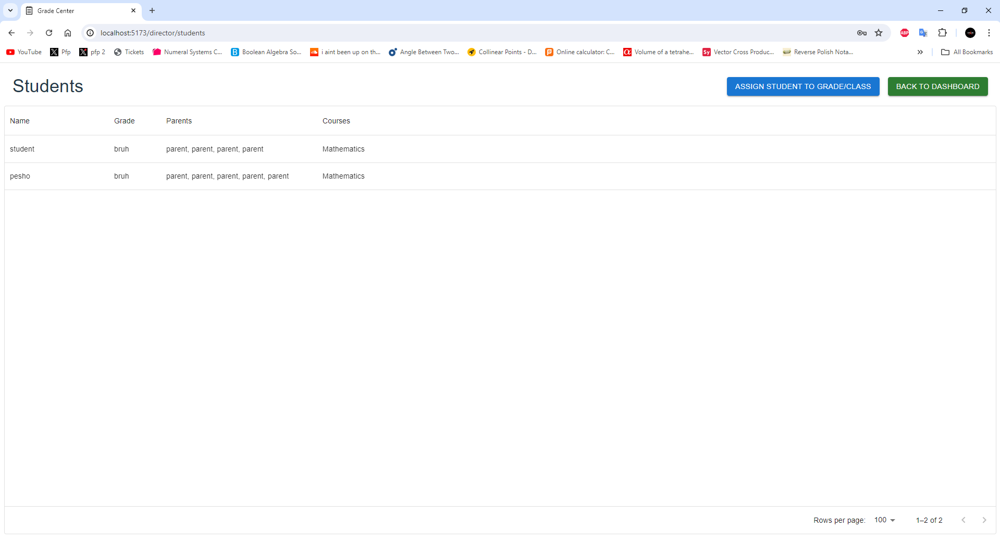 Grade Center
localhost:5173/director/students
YouTube Pfp pfp 2 Tickets Numeral Systems C... Boolean Algebra So... i aint been up on th... Angle Between Two... Collinear Points - D... Online calculator: C... Volume of a tetrahe... Vector Cross Produc... Reverse Polish Nota... All Bookmarks
Students ASSIGN STUDENT TO GRADE/CLASS BACK TO DASHBOARD
Name Grade Parents Courses
student bruh parent, parent, parent, parent Mathematics
pesho bruh parent, parent, parent, parent, parent Mathematics
Rows per page: 100 1–2 of 2